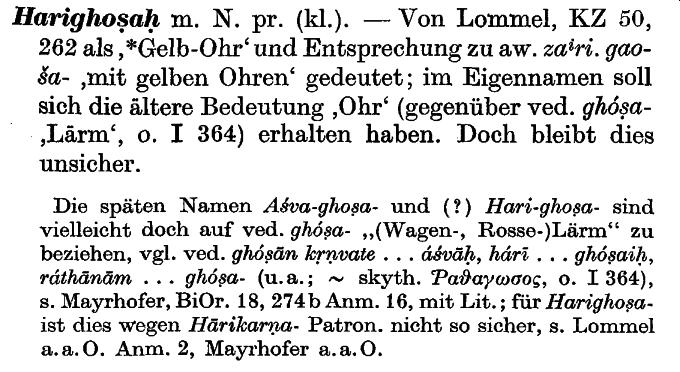 Harighoṣaḥ m. N. pr. (kl.). — Von Lommel, KZ 50,
262 als ‚*Gelb-Ohr‘ und Entsprechung zu aw. zaⁱri. gao-
ša- ‚mit gelben Ohren‘ gedeutet; im Eigennamen soll
sich die ältere Bedeutung ‚Ohr‘ (gegenüber ved. ghóṣa-
‚Lärm‘, o. I 364) erhalten haben. Doch bleibt dies
unsicher.
Die späten Namen Aśva-ghoṣa- und (?) Hari-ghoṣa- sind
vielleicht doch auf ved. ghóṣa- „(Wagen-, Rosse-)Lärm“ zu
beziehen, vgl. ved. ghóṣān kṛṇvate . . . áśvāḥ, hárī . . . ghóṣaiḥ,
ráthānām . . . ghóṣa- (u. a.; ~ skyth. Ραθαγωσος, o. I 364),
s. Mayrhofer, BiOr. 18, 274b Anm. 16, mit Lit.; für Harighoṣa-
ist dies wegen Hārikarṇa- Patron. nicht so sicher, s. Lommel
a. a. O. Anm. 2, Mayrhofer a. a. O.